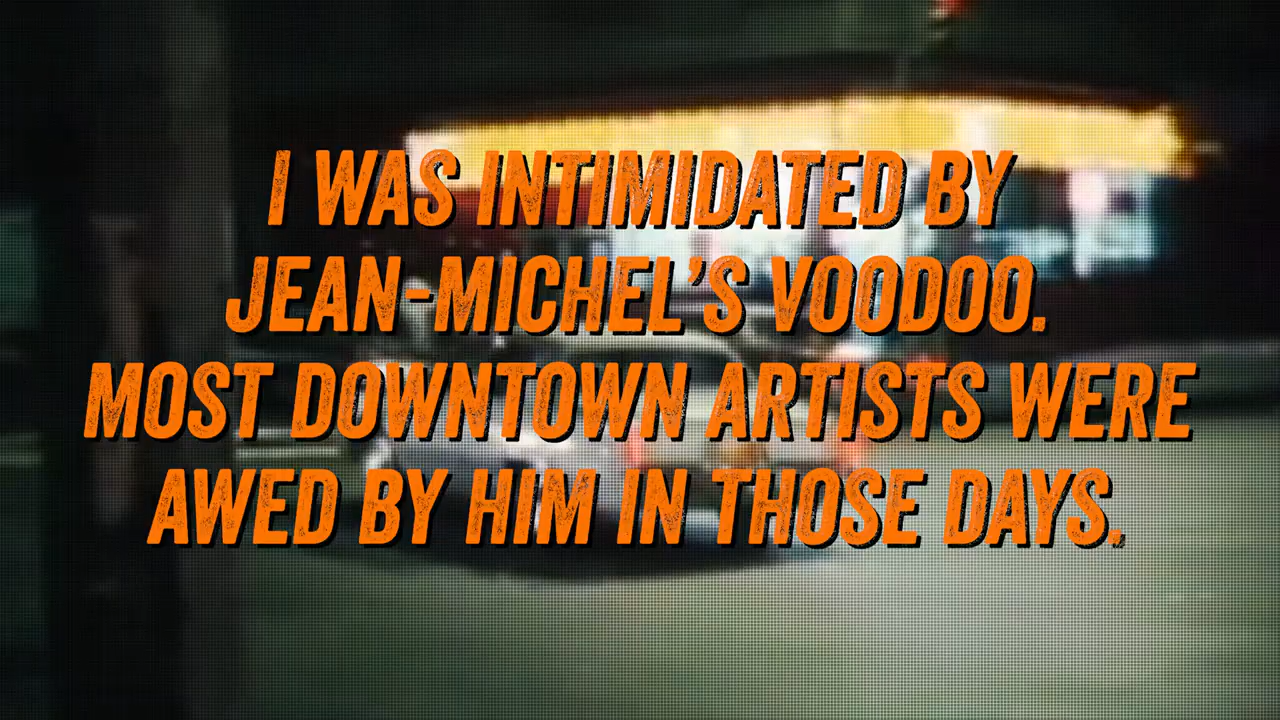 I WAS INTIMIDATED BY
JEAN-MICHEL’S VOODOO.
MOST DOWNTOWN ARTISTS WERE
AWED BY HIM IN THOSE DAYS.